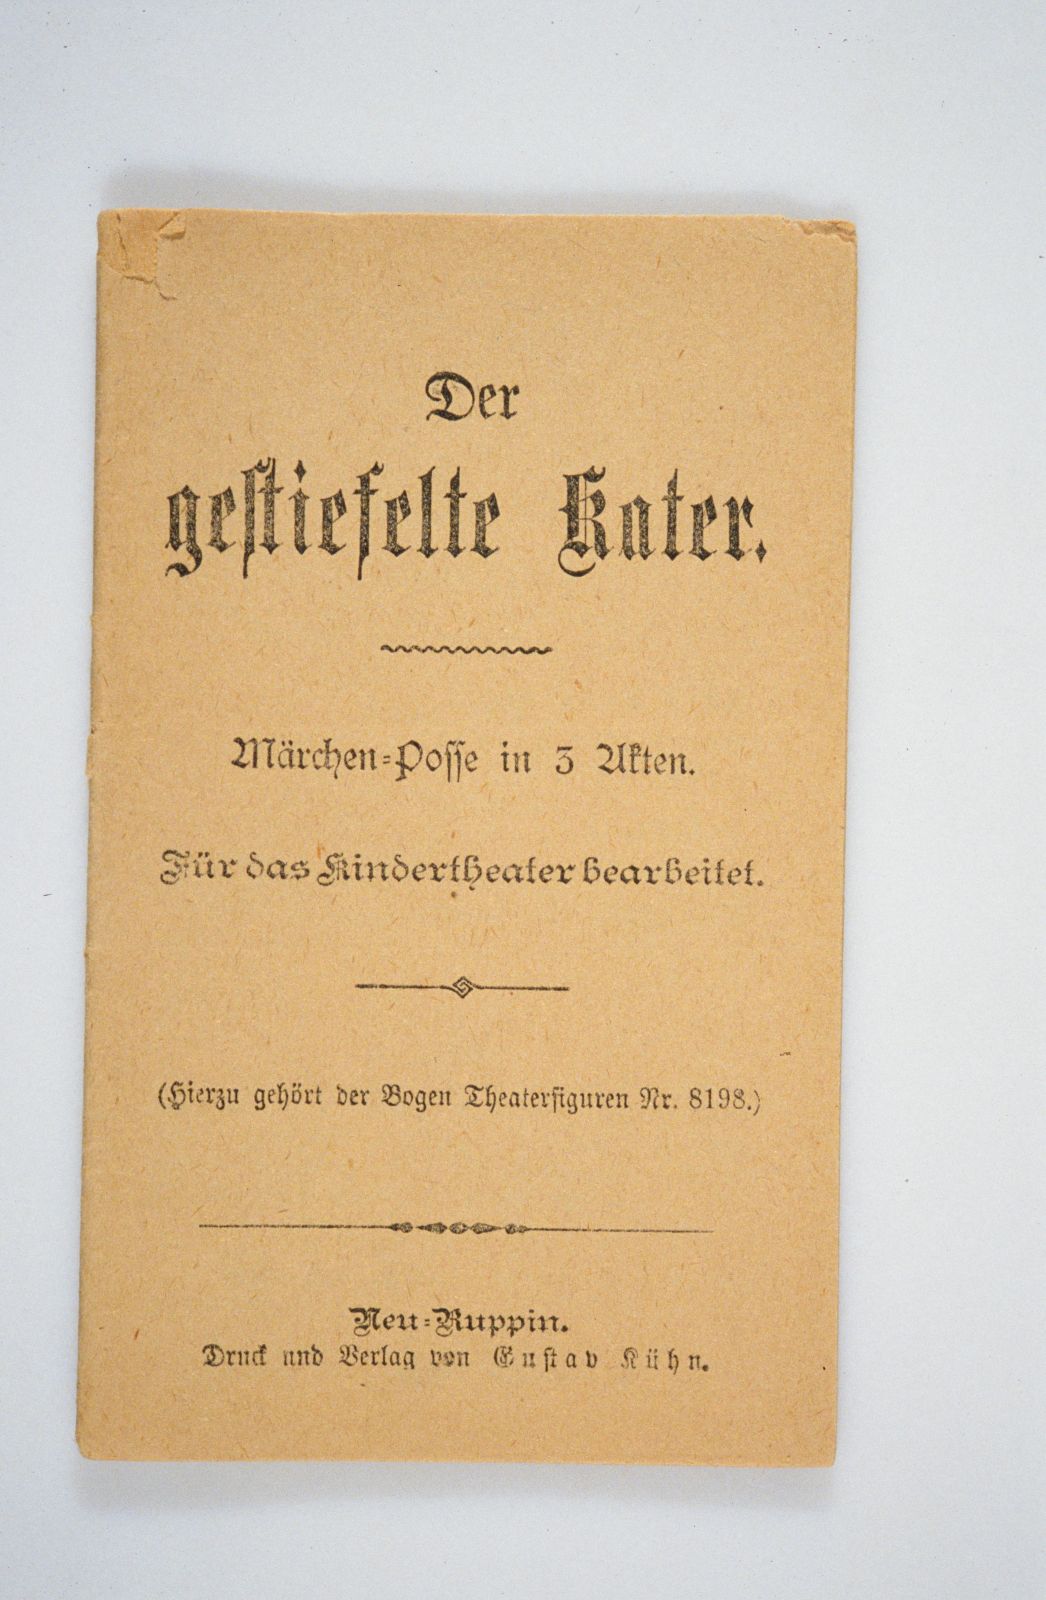 Der
gestiefelte Kater.
Märchen=Posse in 3 Akten.
Für das Kindertheater bearbeitet.
(Hierzu gehört der Bogen Theaterfiguren Nr. 8198.)
Neu=Ruppin.
Druck und Verlag von Gustav Kühn.